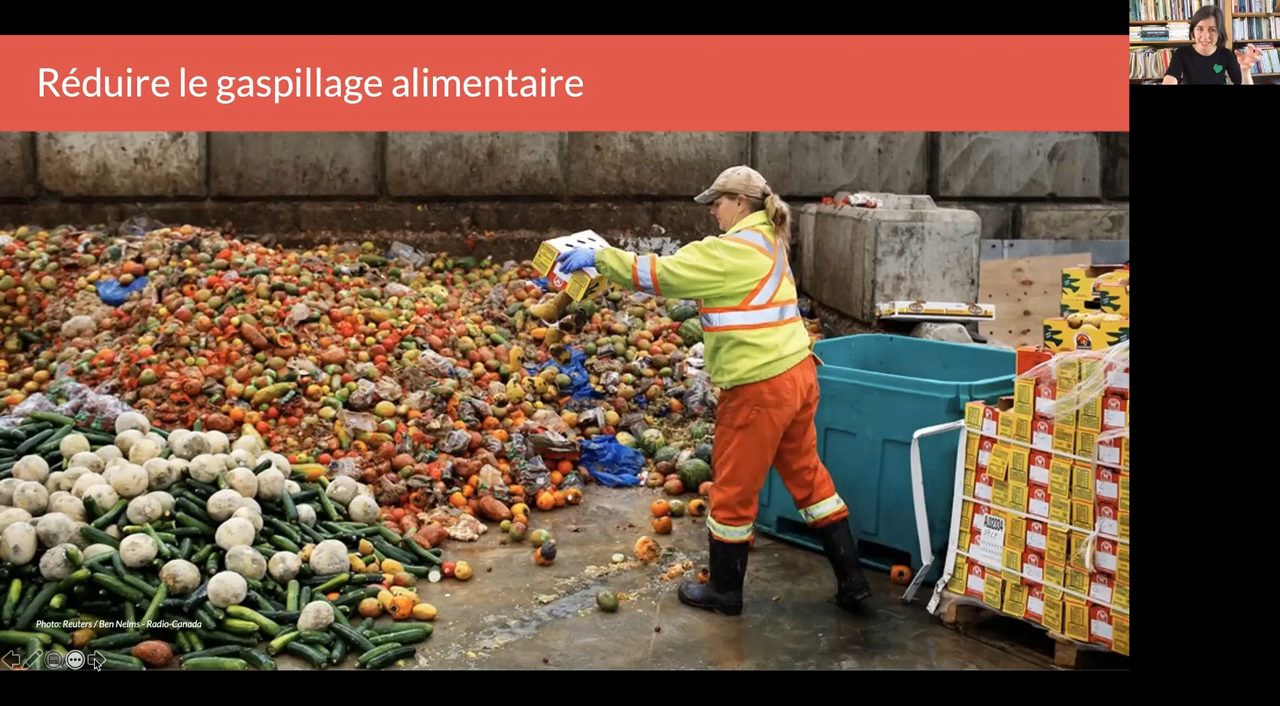 Réduire le gaspillage alimentaire
Photo: Reuters / Ben Nelms - Radio-Canada